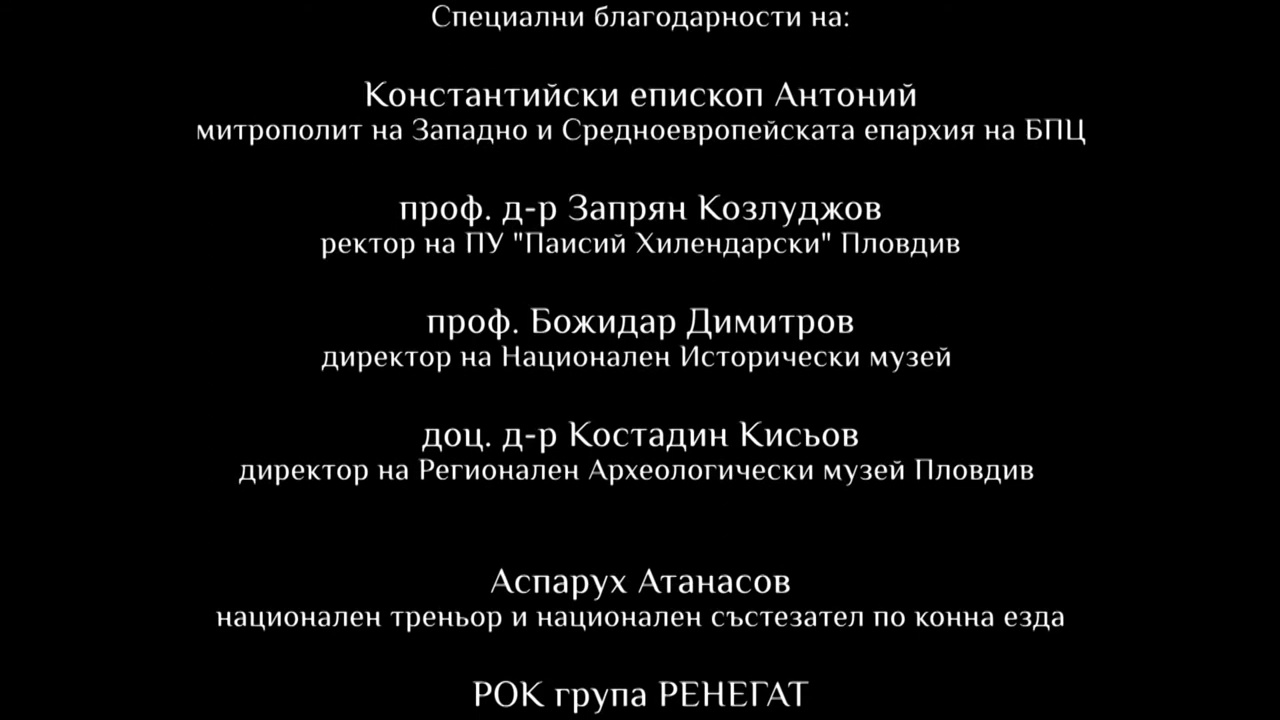 Специални благодарности на:
Константийски епископ Антоний
митрополит на Западно и Средноевропейската епархия на БПЦ
проф. д-р Запрян Козлуджов
ректор на ПУ "Паисий Хилендарски" Пловдив
проф. Божидар Димитров
директор на Национален Исторически музей
доц. д-р Костадин Кисьов
директор на Регионален Археологически музей Пловдив
Аспарух Атанасов
национален треньор и национален състезател по конна езда
РОК група РЕНЕГАТ